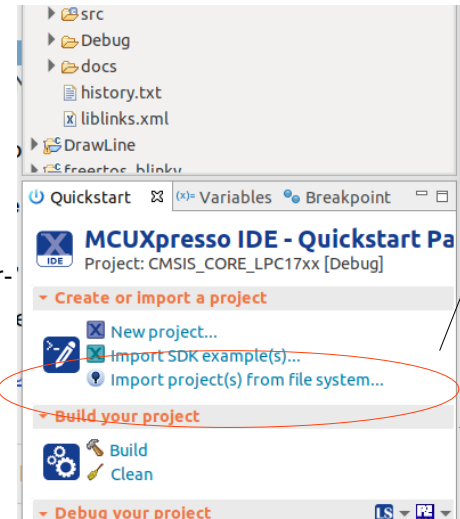 src
Debug
docs
history.txt
liblinks.xml
DrawLine
freertos_blinky
Quickstart (x)= Variables Breakpoint
MCUXpresso IDE - Quickstart Pa
IDE Project: CMSIS_CORE_LPC17xx [Debug]
Create or import a project
New project...
Import SDK example(s)...
Import project(s) from file system...
Build your project
Build
Clean
Debug your project LS